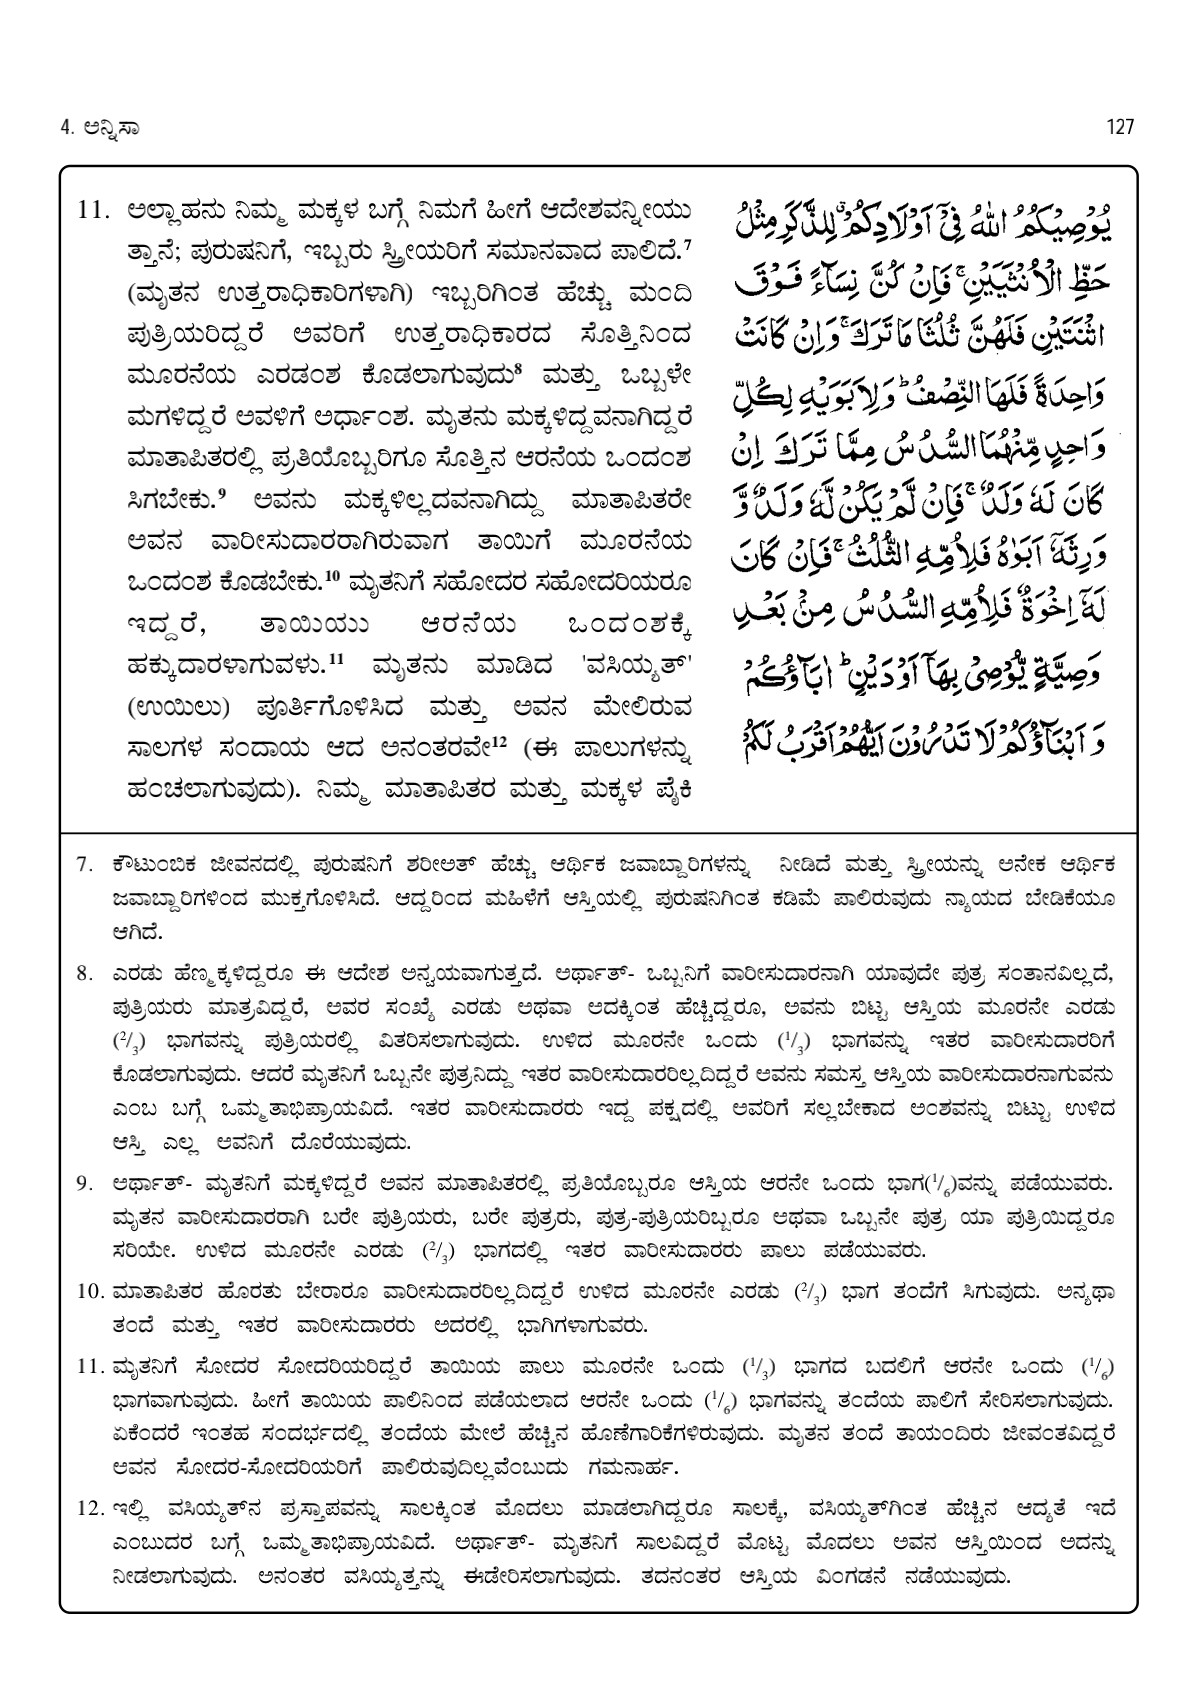 4. ಅನ್ನಿಸಾ
127
11. ಅಲ್ಲಾಹನು ನಿಮ್ಮ ಮಕ್ಕಳ ಬಗ್ಗೆ ನಿಮಗೆ ಹೀಗೆ ಆದೇಶವನ್ನೀಯು
ತ್ತಾನೆ; ಪುರುಷನಿಗೆ, ಇಬ್ಬರು ಸ್ತ್ರೀಯರಿಗೆ ಸಮಾನವಾದ ಪಾಲಿದೆ.⁷
(ಮೃತನ ಉತ್ತರಾಧಿಕಾರಿಗಳಾಗಿ) ಇಬ್ಬರಿಗಿಂತ ಹೆಚ್ಚು ಮಂದಿ
ಪುತ್ರಿಯರಿದ್ದರೆ ಅವರಿಗೆ ಉತ್ತರಾಧಿಕಾರದ ಸೊತ್ತಿನಿಂದ
ಮೂರನೆಯ ಎರಡಂಶ ಕೊಡಲಾಗುವುದು⁸ ಮತ್ತು ಒಬ್ಬಳೇ
ಮಗಳಿದ್ದರೆ ಅವಳಿಗೆ ಅರ್ಧಾಂಶ. ಮೃತನು ಮಕ್ಕಳಿದ್ದವನಾಗಿದ್ದರೆ
ಮಾತಾಪಿತರಲ್ಲಿ ಪ್ರತಿಯೊಬ್ಬರಿಗೂ ಸೊತ್ತಿನ ಆರನೆಯ ಒಂದಂಶ
ಸಿಗಬೇಕು.⁹ ಅವನು ಮಕ್ಕಳಿಲ್ಲದವನಾಗಿದ್ದು ಮಾತಾಪಿತರೇ
ಅವನ ವಾರೀಸುದಾರರಾಗಿರುವಾಗ ತಾಯಿಗೆ ಮೂರನೆಯ
ಒಂದಂಶ ಕೊಡಬೇಕು.¹⁰ ಮೃತನಿಗೆ ಸಹೋದರ ಸಹೋದರಿಯರೂ
ಇದ್ದರೆ, ತಾಯಿಯು ಆರನೆಯ ಒಂದಂಶಕ್ಕೆ
ಹಕ್ಕುದಾರಳಾಗುವಳು.¹¹ ಮೃತನು ಮಾಡಿದ 'ವಸಿಯ್ಯತ್'
(ಉಯಿಲು) ಪೂರ್ತಿಗೊಳಿಸಿದ ಮತ್ತು ಅವನ ಮೇಲಿರುವ
ಸಾಲಗಳ ಸಂದಾಯ ಆದ ಅನಂತರವೇ¹² (ಈ ಪಾಲುಗಳನ್ನು
ಹಂಚಲಾಗುವುದು). ನಿಮ್ಮ ಮಾತಾಪಿತರ ಮತ್ತು ಮಕ್ಕಳ ಪೈಕಿ
يُوْصِيْكُمُ اللّٰهُ فِيْٓ اَوْلَادِكُمْ ۗ لِلذَّكَرِ مِثْلُ
حَظِّ الْاُنْثَيَيْنِ ۚ فَاِنْ كُنَّ نِسَآءً فَوْقَ
اثْنَتَيْنِ فَلَهُنَّ ثُلُثَا مَا تَرَكَ ۚ وَاِنْ كَانَتْ
وَاحِدَةً فَلَهَا النِّصْفُ ؕ وَلِاَبَوَيْهِ لِكُلِّ
وَاحِدٍ مِّنْهُمَا السُّدُسُ مِمَّا تَرَكَ اِنْ
كَانَ لَهٗ وَلَدٌ ۚ فَاِنْ لَّمْ يَكُنْ لَّهٗ وَلَدٌ وَّ
وَرِثَهٗٓ اَبَوٰهُ فَلِاُمِّهِ الثُّلُثُ ۚ فَاِنْ كَانَ
لَهٗٓ اِخْوَةٌ فَلِاُمِّهِ السُّدُسُ مِنْۢ بَعْدِ
وَصِيَّةٍ يُّوْصِيْ بِهَآ اَوْ دَيْنٍ ؕ اٰبَآؤُكُمْ
وَ اَبْنَآؤُكُمْ لَا تَدْرُوْنَ اَيُّهُمْ اَقْرَبُ لَكُمْ
7. ಕೌಟುಂಬಿಕ ಜೀವನದಲ್ಲಿ ಪುರುಷನಿಗೆ ಶರೀಅತ್ ಹೆಚ್ಚು ಆರ್ಥಿಕ ಜವಾಬ್ದಾರಿಗಳನ್ನು ನೀಡಿದೆ ಮತ್ತು ಸ್ತ್ರೀಯನ್ನು ಅನೇಕ ಆರ್ಥಿಕ
ಜವಾಬ್ದಾರಿಗಳಿಂದ ಮುಕ್ತಗೊಳಿಸಿದೆ. ಆದ್ದರಿಂದ ಮಹಿಳೆಗೆ ಆಸ್ತಿಯಲ್ಲಿ ಪುರುಷನಿಗಿಂತ ಕಡಿಮೆ ಪಾಲಿರುವುದು ನ್ಯಾಯದ ಬೇಡಿಕೆಯೂ
ಆಗಿದೆ.
8. ಎರಡು ಹೆಣ್ಮಕ್ಕಳಿದ್ದರೂ ಈ ಆದೇಶ ಅನ್ವಯವಾಗುತ್ತದೆ. ಅರ್ಥಾತ್- ಒಬ್ಬನಿಗೆ ವಾರೀಸುದಾರನಾಗಿ ಯಾವುದೇ ಪುತ್ರ ಸಂತಾನವಿಲ್ಲದೆ,
ಪುತ್ರಿಯರು ಮಾತ್ರವಿದ್ದರೆ, ಅವರ ಸಂಖ್ಯೆ ಎರಡು ಅಥವಾ ಅದಕ್ಕಿಂತ ಹೆಚ್ಚಿದ್ದರೂ, ಅವನು ಬಿಟ್ಟ ಆಸ್ತಿಯ ಮೂರನೇ ಎರಡು
(²/₃) ಭಾಗವನ್ನು ಪುತ್ರಿಯರಲ್ಲಿ ವಿತರಿಸಲಾಗುವುದು. ಉಳಿದ ಮೂರನೇ ಒಂದು (¹/₃) ಭಾಗವನ್ನು ಇತರ ವಾರೀಸುದಾರರಿಗೆ
ಕೊಡಲಾಗುವುದು. ಆದರೆ ಮೃತನಿಗೆ ಒಬ್ಬನೇ ಪುತ್ರನಿದ್ದು ಇತರ ವಾರೀಸುದಾರರಿಲ್ಲದಿದ್ದರೆ ಅವನು ಸಮಸ್ತ ಆಸ್ತಿಯ ವಾರೀಸುದಾರನಾಗುವನು
ಎಂಬ ಬಗ್ಗೆ ಒಮ್ಮತಾಭಿಪ್ರಾಯವಿದೆ. ಇತರ ವಾರೀಸುದಾರರು ಇದ್ದ ಪಕ್ಷದಲ್ಲಿ ಅವರಿಗೆ ಸಲ್ಲಬೇಕಾದ ಅಂಶವನ್ನು ಬಿಟ್ಟು ಉಳಿದ
ಆಸ್ತಿ ಎಲ್ಲ ಅವನಿಗೆ ದೊರೆಯುವುದು.
9. ಅರ್ಥಾತ್- ಮೃತನಿಗೆ ಮಕ್ಕಳಿದ್ದರೆ ಅವನ ಮಾತಾಪಿತರಲ್ಲಿ ಪ್ರತಿಯೊಬ್ಬರೂ ಆಸ್ತಿಯ ಆರನೇ ಒಂದು ಭಾಗ(¹/₆)ವನ್ನು ಪಡೆಯುವರು.
ಮೃತನ ವಾರೀಸುದಾರರಾಗಿ ಬರೇ ಪುತ್ರಿಯರು, ಬರೇ ಪುತ್ರರು, ಪುತ್ರ-ಪುತ್ರಿಯರಿಬ್ಬರೂ ಅಥವಾ ಒಬ್ಬನೇ ಪುತ್ರ ಯಾ ಪುತ್ರಿಯಿದ್ದರೂ
ಸರಿಯೇ. ಉಳಿದ ಮೂರನೇ ಎರಡು (²/₃) ಭಾಗದಲ್ಲಿ ಇತರ ವಾರೀಸುದಾರರು ಪಾಲು ಪಡೆಯುವರು.
10. ಮಾತಾಪಿತರ ಹೊರತು ಬೇರಾರೂ ವಾರೀಸುದಾರರಿಲ್ಲದಿದ್ದರೆ ಉಳಿದ ಮೂರನೇ ಎರಡು (²/₃) ಭಾಗ ತಂದೆಗೆ ಸಿಗುವುದು. ಅನ್ಯಥಾ
ತಂದೆ ಮತ್ತು ಇತರ ವಾರೀಸುದಾರರು ಅದರಲ್ಲಿ ಭಾಗಿಗಳಾಗುವರು.
11. ಮೃತನಿಗೆ ಸೋದರ ಸೋದರಿಯರಿದ್ದರೆ ತಾಯಿಯ ಪಾಲು ಮೂರನೇ ಒಂದು (¹/₃) ಭಾಗದ ಬದಲಿಗೆ ಆರನೇ ಒಂದು (¹/₆)
ಭಾಗವಾಗುವುದು. ಹೀಗೆ ತಾಯಿಯ ಪಾಲಿನಿಂದ ಪಡೆಯಲಾದ ಆರನೇ ಒಂದು (¹/₆) ಭಾಗವನ್ನು ತಂದೆಯ ಪಾಲಿಗೆ ಸೇರಿಸಲಾಗುವುದು.
ಏಕೆಂದರೆ ಇಂತಹ ಸಂದರ್ಭದಲ್ಲಿ ತಂದೆಯ ಮೇಲೆ ಹೆಚ್ಚಿನ ಹೊಣೆಗಾರಿಕೆಗಳಿರುವುದು. ಮೃತನ ತಂದೆ ತಾಯಂದಿರು ಜೀವಂತವಿದ್ದರೆ
ಅವನ ಸೋದರ-ಸೋದರಿಯರಿಗೆ ಪಾಲಿರುವುದಿಲ್ಲವೆಂಬುದು ಗಮನಾರ್ಹ.
12. ಇಲ್ಲಿ ವಸಿಯ್ಯತ್‌ನ ಪ್ರಸ್ತಾಪವನ್ನು ಸಾಲಕ್ಕಿಂತ ಮೊದಲು ಮಾಡಲಾಗಿದ್ದರೂ ಸಾಲಕ್ಕೆ, ವಸಿಯ್ಯತ್‌ಗಿಂತ ಹೆಚ್ಚಿನ ಆದ್ಯತೆ ಇದೆ
ಎಂಬುದರ ಬಗ್ಗೆ ಒಮ್ಮತಾಭಿಪ್ರಾಯವಿದೆ. ಅರ್ಥಾತ್- ಮೃತನಿಗೆ ಸಾಲವಿದ್ದರೆ ಮೊಟ್ಟ ಮೊದಲು ಅವನ ಆಸ್ತಿಯಿಂದ ಅದನ್ನು
ನೀಡಲಾಗುವುದು. ಅನಂತರ ವಸಿಯ್ಯತ್ತನ್ನು ಈಡೇರಿಸಲಾಗುವುದು. ತದನಂತರ ಆಸ್ತಿಯ ವಿಂಗಡನೆ ನಡೆಯುವುದು.